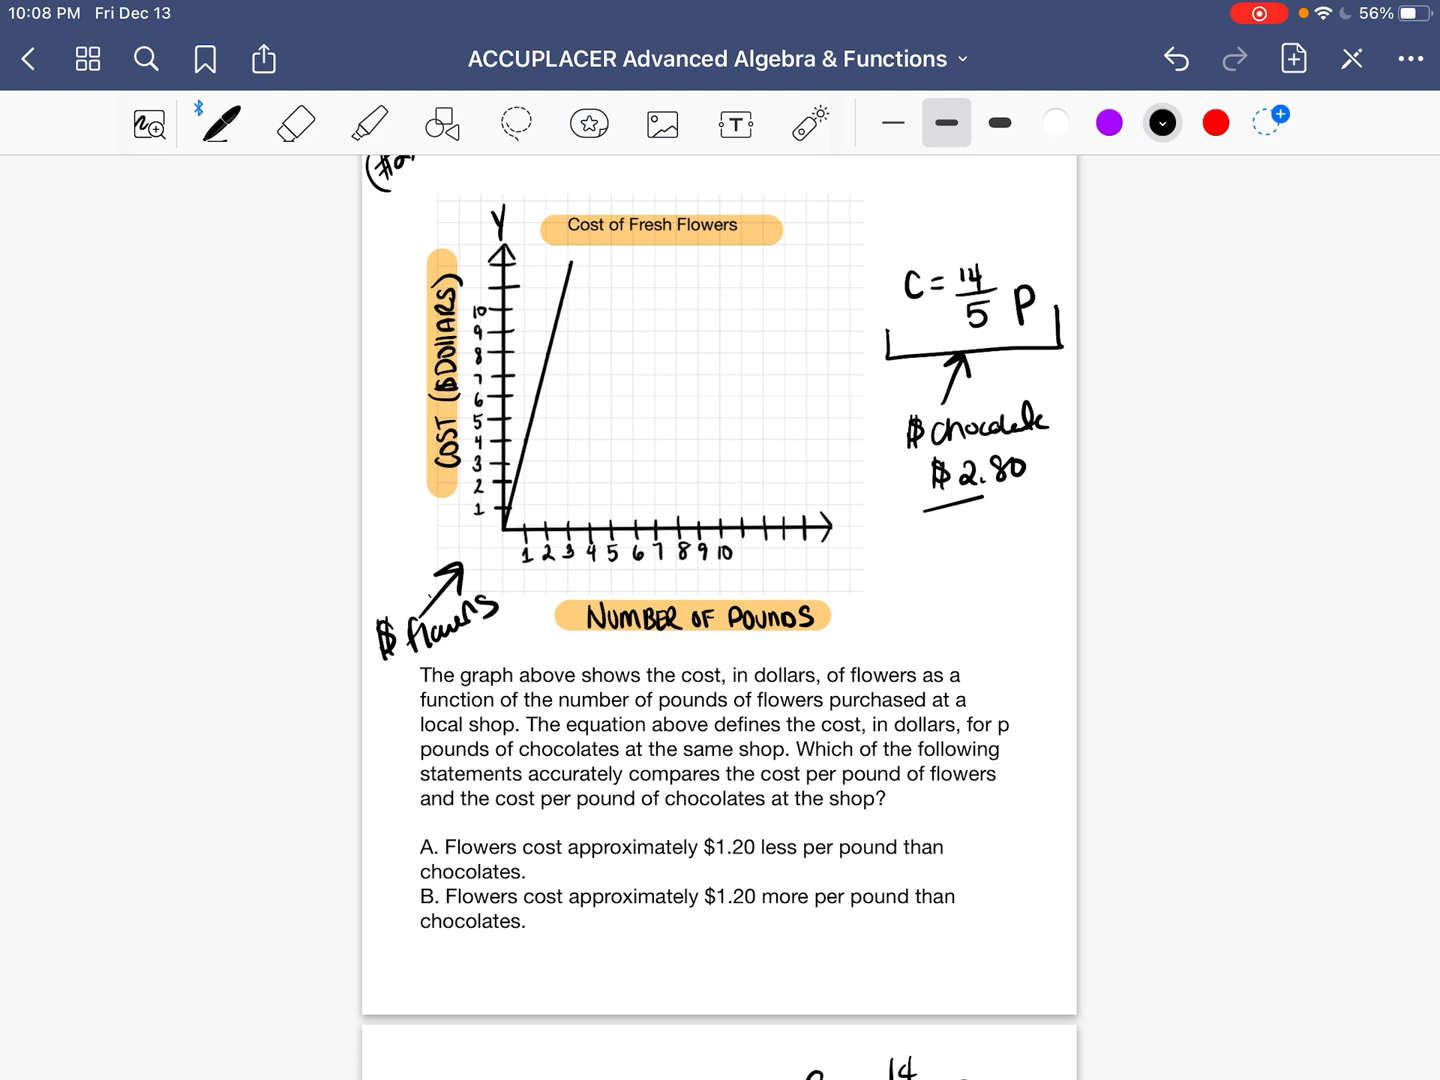 10:08 PM Fri Dec 13
56%
ACCUPLACER Advanced Algebra & Functions
T
Y
Cost of Fresh Flowers
COST ($DOLLARS)
10
9
8
7
6
5
4
3
2
1
1 2 3 4 5 6 7 8 9 10
NUMBER OF POUNDS
$ flowers
C = 14/5 P
$ chocolate
$2.80
The graph above shows the cost, in dollars, of flowers as a
function of the number of pounds of flowers purchased at a
local shop. The equation above defines the cost, in dollars, for p
pounds of chocolates at the same shop. Which of the following
statements accurately compares the cost per pound of flowers
and the cost per pound of chocolates at the shop?
A. Flowers cost approximately $1.20 less per pound than
chocolates.
B. Flowers cost approximately $1.20 more per pound than
chocolates.
14